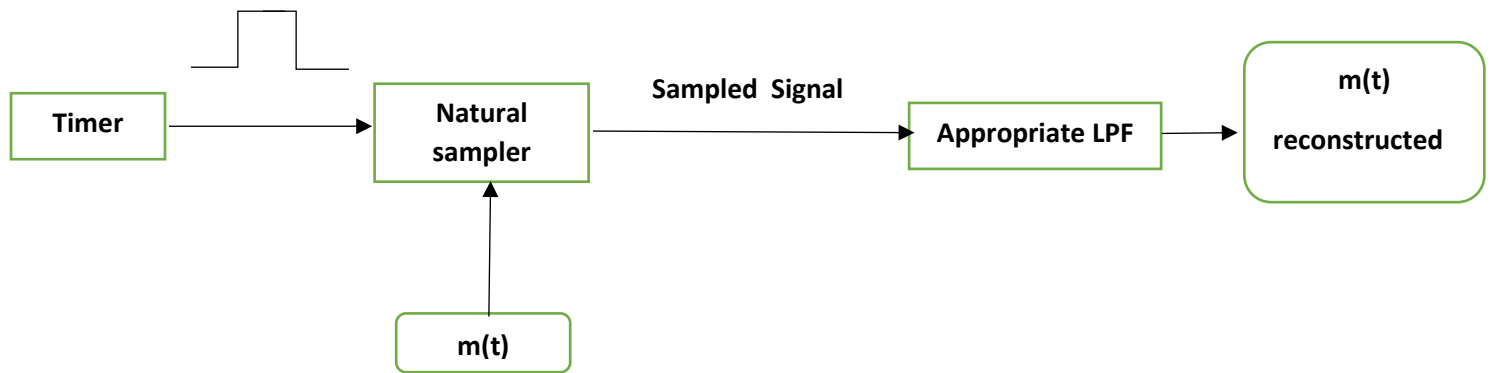 Timer
Natural
sampler
Sampled Signal
Appropriate LPF
m(t)
reconstructed
m(t)